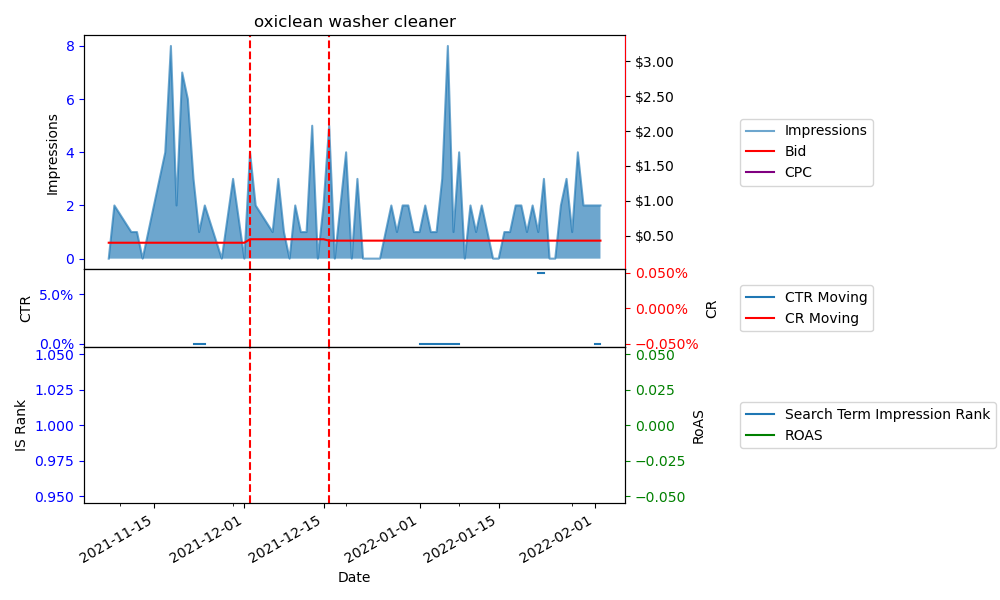 oxiclean washer cleaner
8
6
4
2
0
Impressions
$3.00
$2.50
$2.00
$1.50
$1.00
$0.50
Impressions
Bid
CPC
5.0%
0.0%
CTR
0.050%
0.000%
−0.050%
CR
CTR Moving
CR Moving
1.050
1.025
1.000
0.975
0.950
IS Rank
0.050
0.025
0.000
−0.025
−0.050
RoAS
Search Term Impression Rank
ROAS
2021-11-15
2021-12-01
2021-12-15
2022-01-01
2022-01-15
2022-02-01
Date